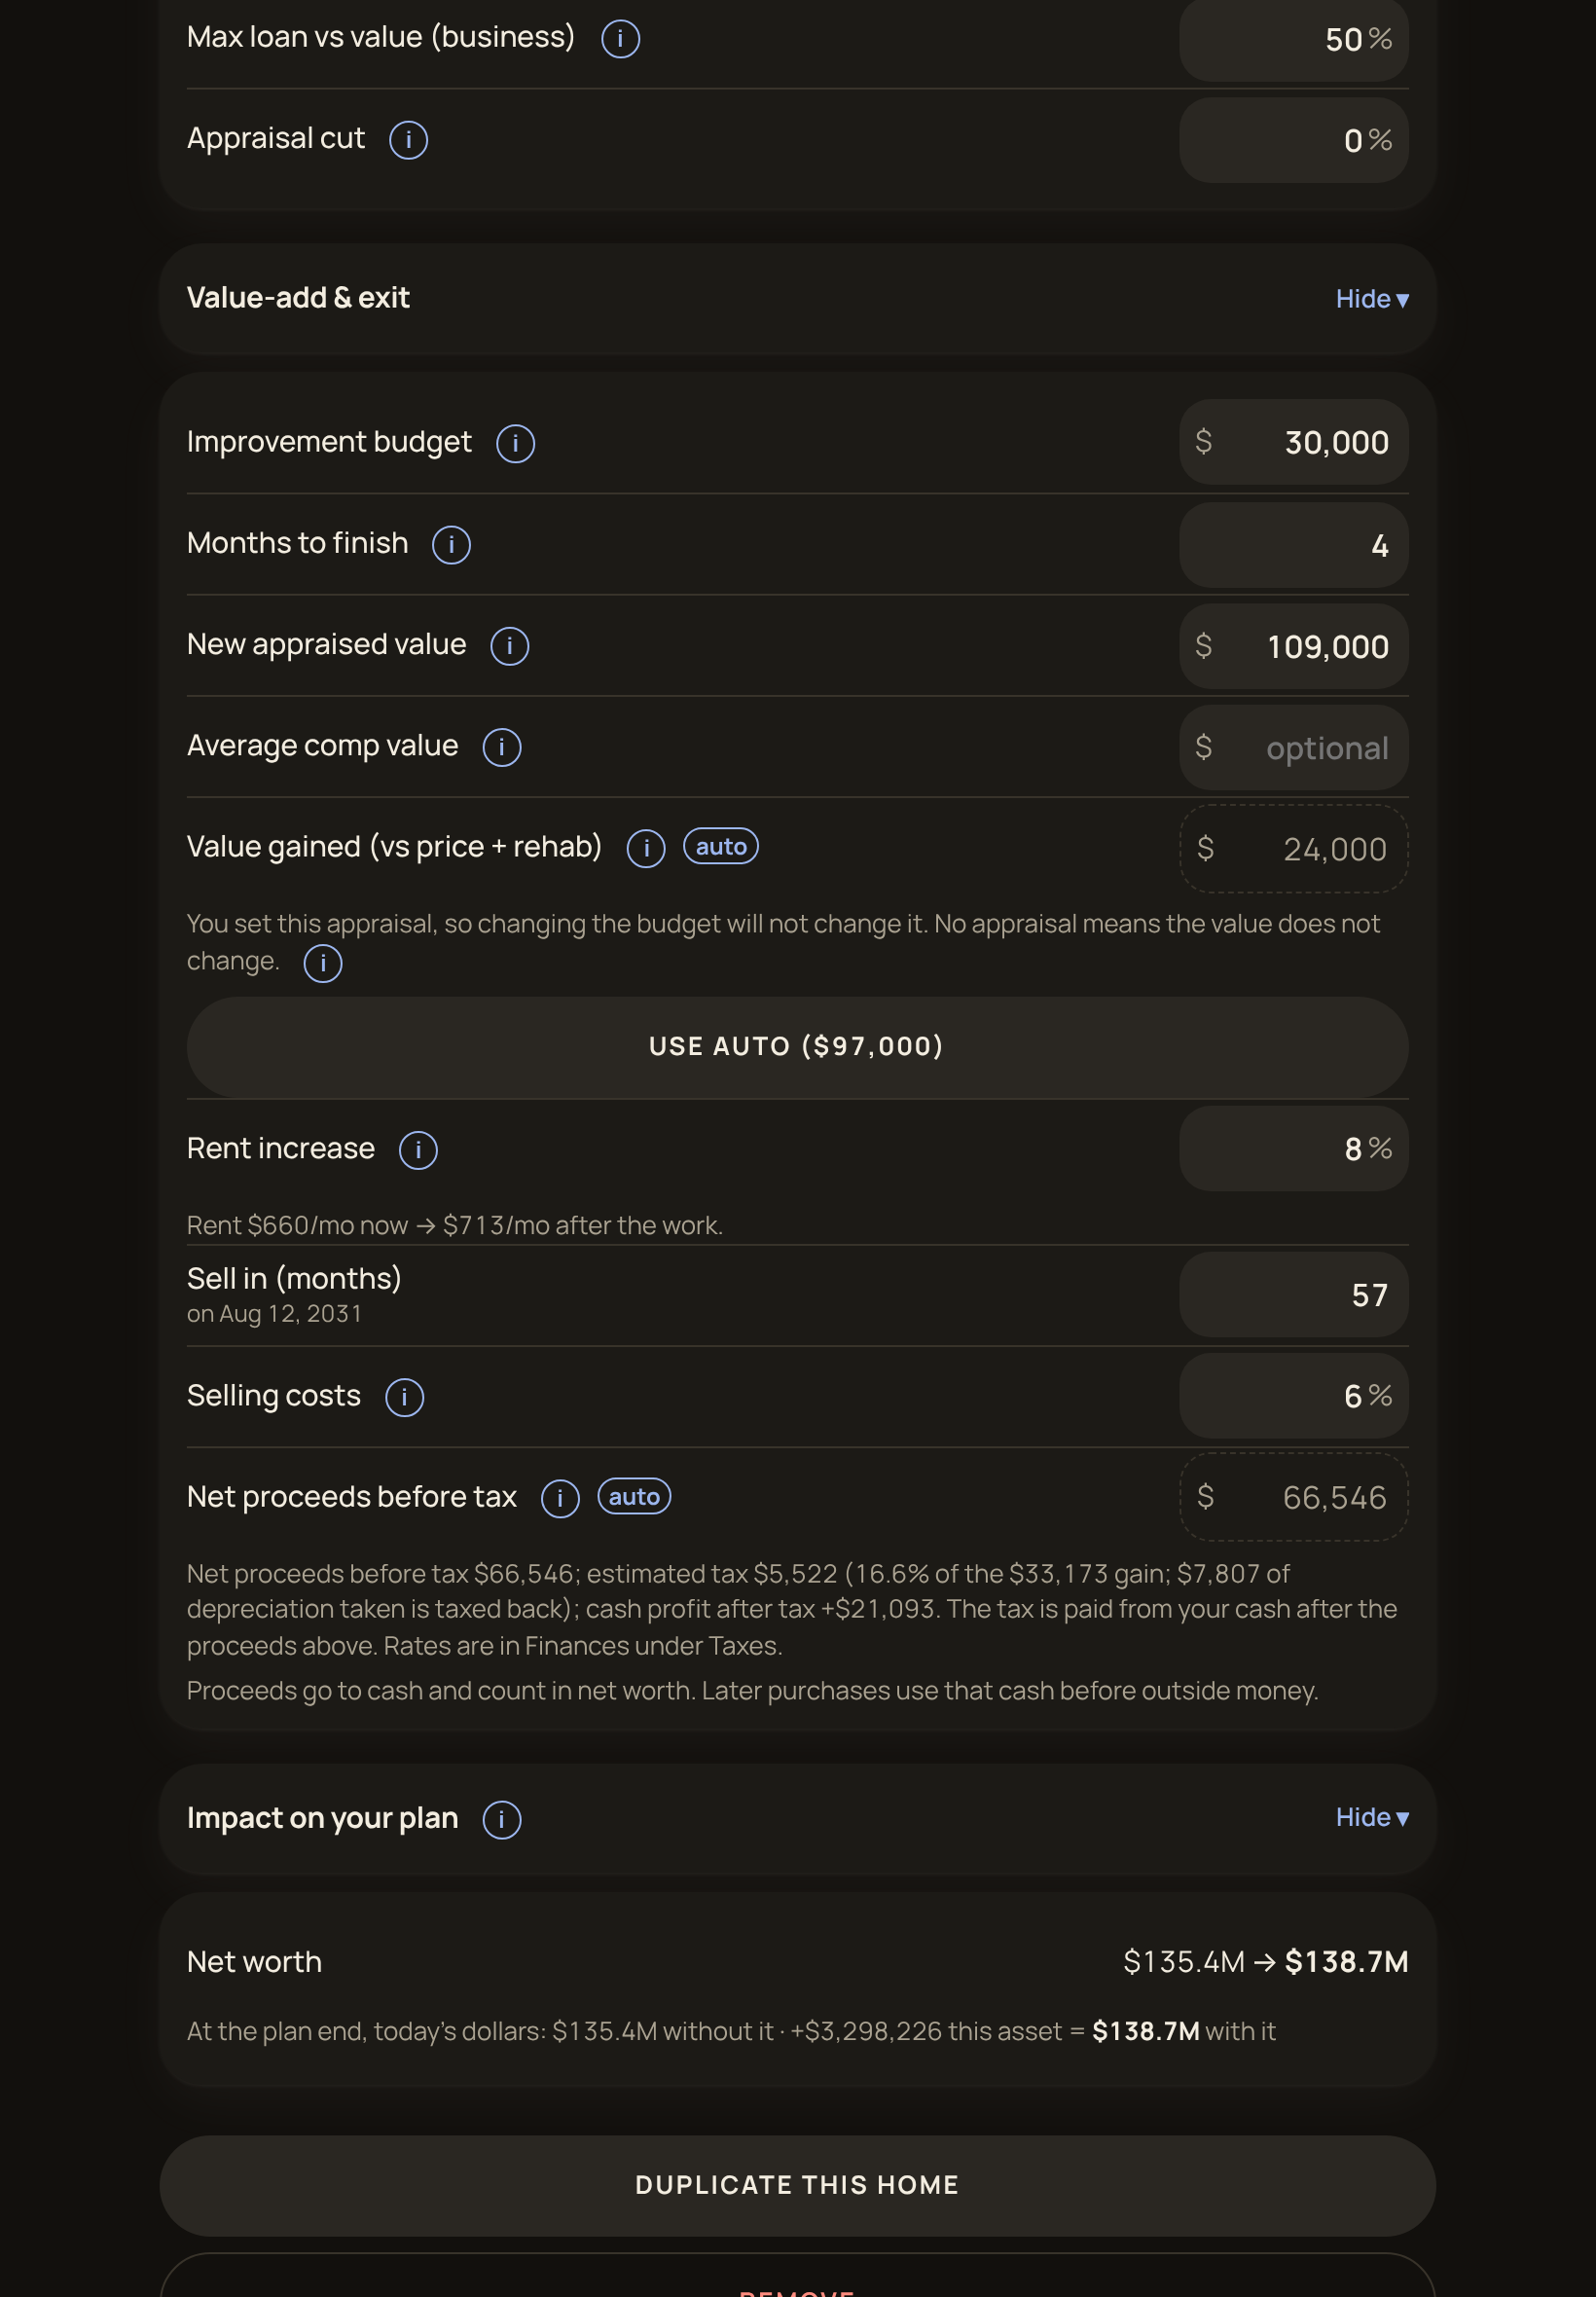 Max loan vs value (business) i 50 %
Appraisal cut i 0 %
Value-add & exit Hide ▾
Improvement budget i $ 30,000
Months to finish i 4
New appraised value i $ 109,000
Average comp value i $ optional
Value gained (vs price + rehab) i auto $ 24,000
You set this appraisal, so changing the budget will not change it. No appraisal means the value does not
change. i
USE AUTO ($97,000)
Rent increase i 8 %
Rent $660/mo now → $713/mo after the work.
Sell in (months) 57
on Aug 12, 2031
Selling costs i 6 %
Net proceeds before tax i auto $ 66,546
Net proceeds before tax $66,546; estimated tax $5,522 (16.6% of the $33,173 gain; $7,807 of
depreciation taken is taxed back); cash profit after tax +$21,093. The tax is paid from your cash after the
proceeds above. Rates are in Finances under Taxes.
Proceeds go to cash and count in net worth. Later purchases use that cash before outside money.
Impact on your plan i Hide ▾
Net worth $135.4M → $138.7M
At the plan end, today's dollars: $135.4M without it · +$3,298,226 this asset = $138.7M with it
DUPLICATE THIS HOME
REMOVE